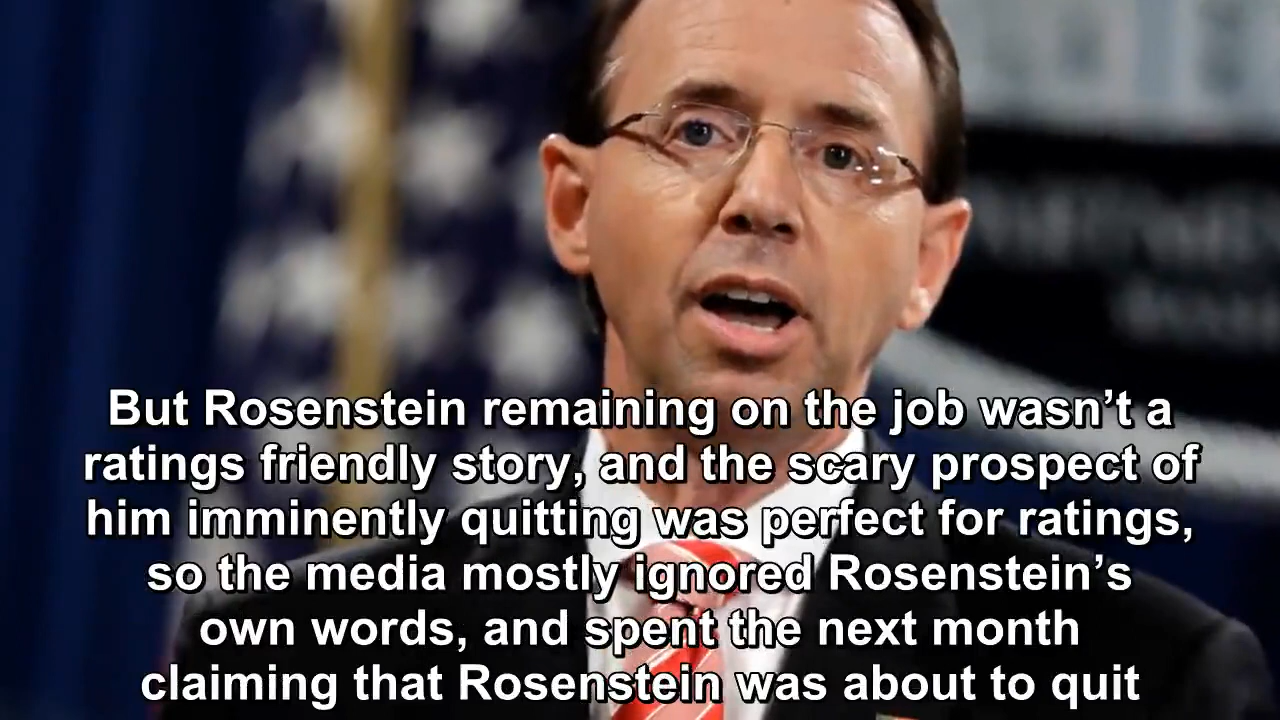 But Rosenstein remaining on the job wasn’t a
ratings friendly story, and the scary prospect of
him imminently quitting was perfect for ratings,
so the media mostly ignored Rosenstein’s
own words, and spent the next month
claiming that Rosenstein was about to quit